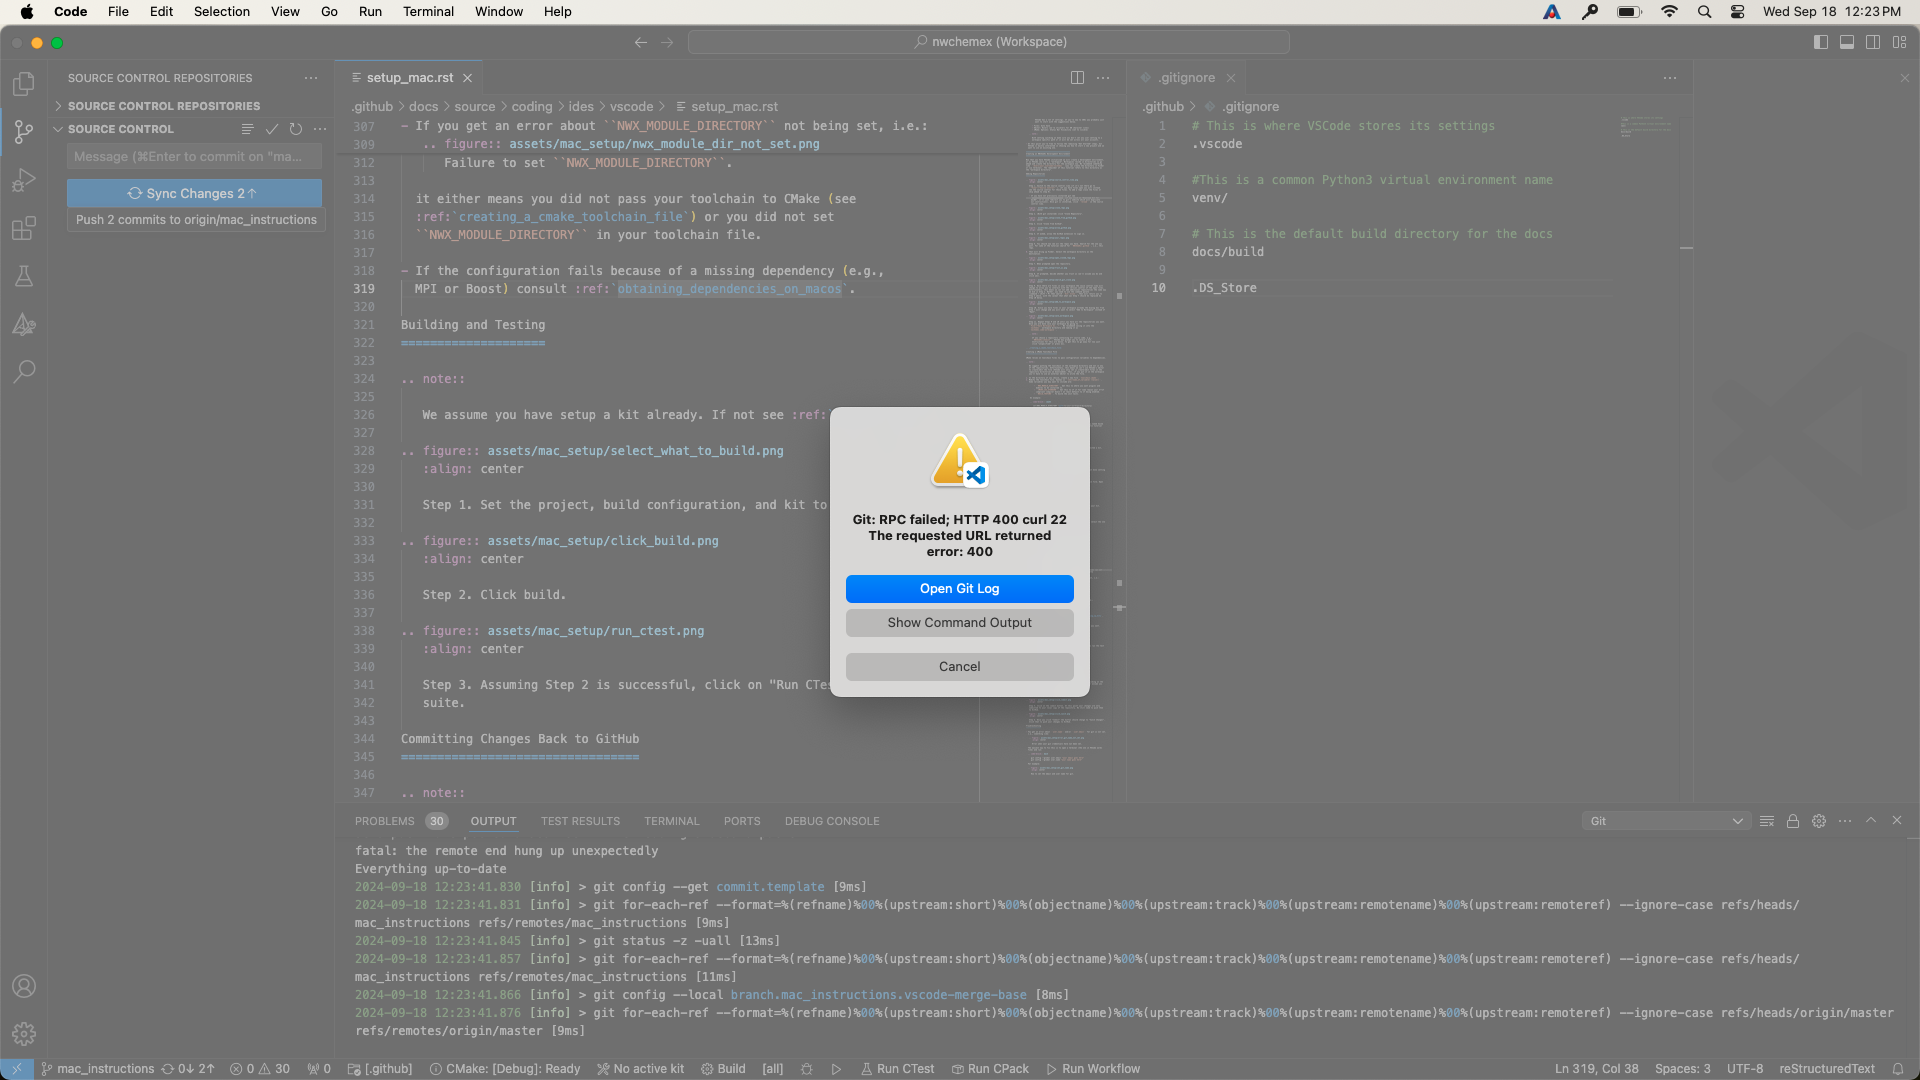 Code File Edit Selection View Go Run Terminal Window Help
Wed Sep 18 12:23 PM
nwchemex (Workspace)
SOURCE CONTROL REPOSITORIES
SOURCE CONTROL REPOSITORIES
SOURCE CONTROL
Message (⌘Enter to commit on "ma...
Sync Changes 2↑
Push 2 commits to origin/mac_instructions
setup_mac.rst
.github > docs > source > coding > ides > vscode > setup_mac.rst
307 - If you get an error about ``NWX_MODULE_DIRECTORY`` not being set, i.e.:
309 .. figure:: assets/mac_setup/nwx_module_dir_not_set.png
312 Failure to set ``NWX_MODULE_DIRECTORY``.
313
314 it either means you did not pass your toolchain to CMake (see
315 :ref:`creating_a_cmake_toolchain_file`) or you did not set
316 ``NWX_MODULE_DIRECTORY`` in your toolchain file.
317
318 - If the configuration fails because of a missing dependency (e.g.,
319 MPI or Boost) consult :ref:`obtaining_dependencies_on_macos`.
320
321 Building and Testing
322 ====================
323
324 .. note::
325
326 We assume you have setup a kit already. If not see :ref:
327
328 .. figure:: assets/mac_setup/select_what_to_build.png
329 :align: center
330
331 Step 1. Set the project, build configuration, and kit to
332
333 .. figure:: assets/mac_setup/click_build.png
334 :align: center
335
336 Step 2. Click build.
337
338 .. figure:: assets/mac_setup/run_ctest.png
339 :align: center
340
341 Step 3. Assuming Step 2 is successful, click on "Run CTes
342 suite.
343
344 Committing Changes Back to GitHub
345 =================================
346
347 .. note::
.gitignore
.github > .gitignore
1 # This is where VSCode stores its settings
2 .vscode
3
4 #This is a common Python3 virtual environment name
5 venv/
6
7 # This is the default build directory for the docs
8 docs/build
9
10 .DS_Store
Git: RPC failed; HTTP 400 curl 22
The requested URL returned
error: 400
Open Git Log
Show Command Output
Cancel
PROBLEMS 30 OUTPUT TEST RESULTS TERMINAL PORTS DEBUG CONSOLE
Git
fatal: the remote end hung up unexpectedly
Everything up-to-date
2024-09-18 12:23:41.830 [info] > git config --get commit.template [9ms]
2024-09-18 12:23:41.831 [info] > git for-each-ref --format=%(refname)%00%(upstream:short)%00%(objectname)%00%(upstream:track)%00%(upstream:remotename)%00%(upstream:remoteref) --ignore-case refs/heads/
mac_instructions refs/remotes/mac_instructions [9ms]
2024-09-18 12:23:41.845 [info] > git status -z -uall [13ms]
2024-09-18 12:23:41.857 [info] > git for-each-ref --format=%(refname)%00%(upstream:short)%00%(objectname)%00%(upstream:track)%00%(upstream:remotename)%00%(upstream:remoteref) --ignore-case refs/heads/
mac_instructions refs/remotes/mac_instructions [11ms]
2024-09-18 12:23:41.866 [info] > git config --local branch.mac_instructions.vscode-merge-base [8ms]
2024-09-18 12:23:41.876 [info] > git for-each-ref --format=%(refname)%00%(upstream:short)%00%(objectname)%00%(upstream:track)%00%(upstream:remotename)%00%(upstream:remoteref) --ignore-case refs/heads/origin/master
refs/remotes/origin/master [9ms]
mac_instructions 0↓ 2↑ 0 30 0 [.github] CMake: [Debug]: Ready No active kit Build [all] Run CTest Run CPack Run Workflow
Ln 319, Col 38 Spaces: 3 UTF-8 reStructuredText